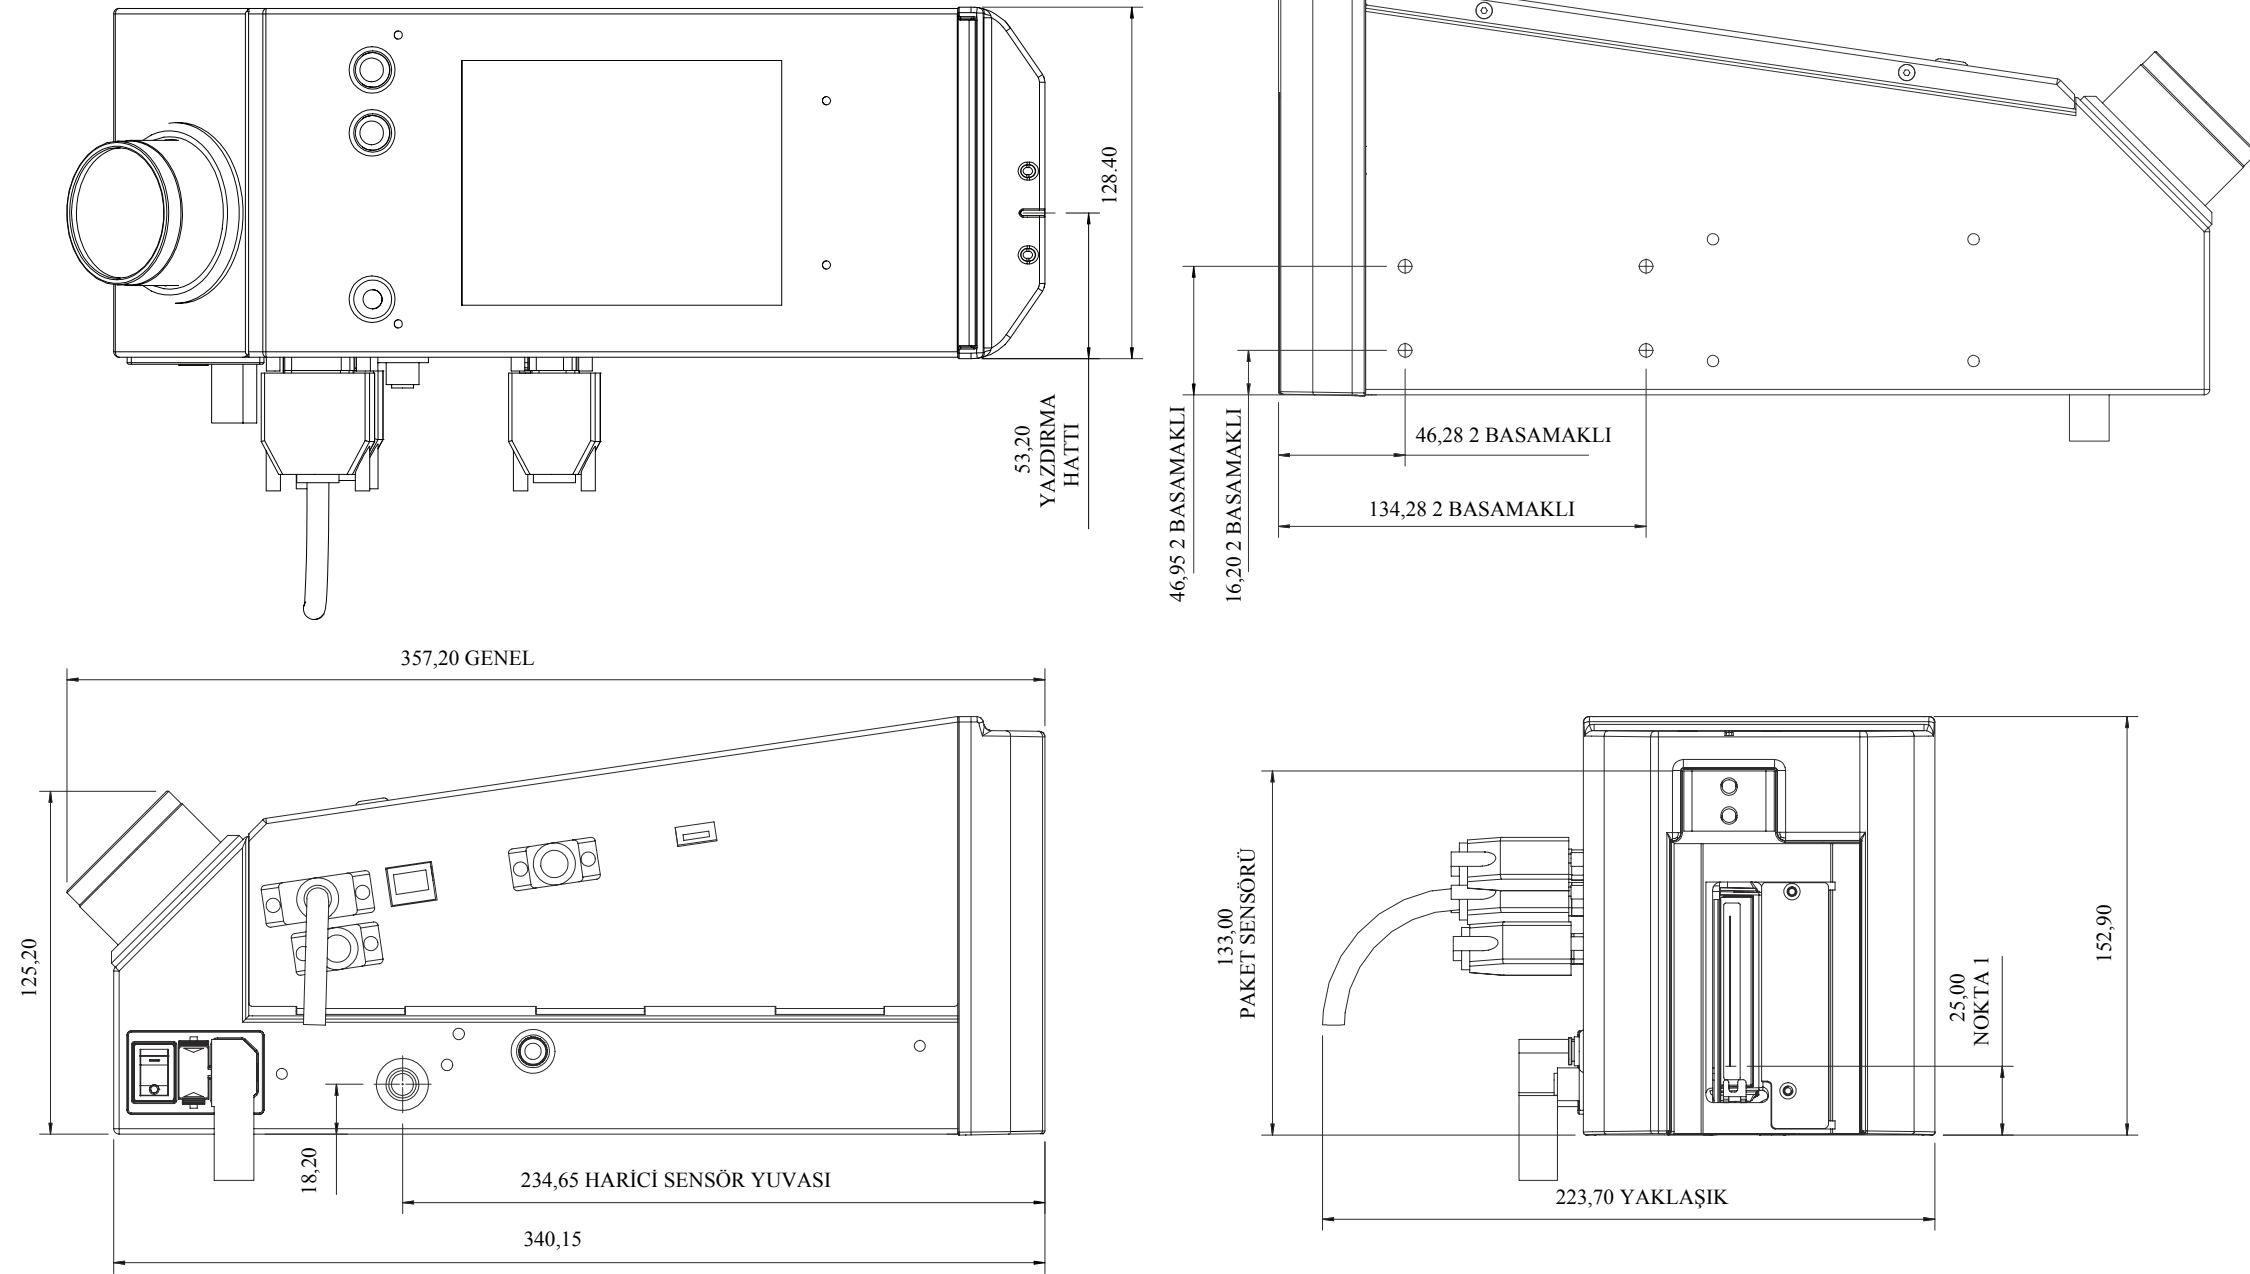 128.40
53,20
YAZDIRMA
HATTI
46,95 2 BASAMAKLI
16,20 2 BASAMAKLI
46,28 2 BASAMAKLI
134,28 2 BASAMAKLI
357,20 GENEL
125,20
18,20
234,65 HARİCİ SENSÖR YUVASI
340,15
133,00
PAKET SENSÖRÜ
25,00
NOKTA 1
152,90
223,70 YAKLAŞIK